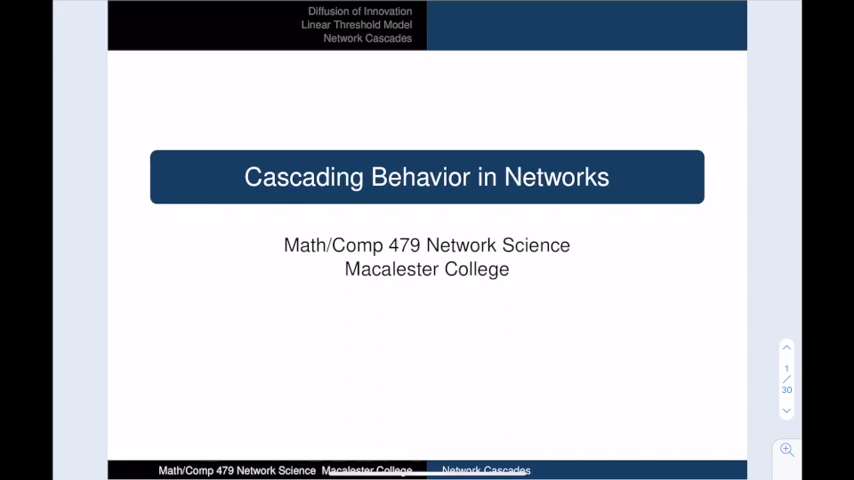 Diffusion of Innovation
Linear Threshold Model
Network Cascades
Cascading Behavior in Networks
Math/Comp 479 Network Science
Macalester College
1
/
30
Math/Comp 479 Network Science Macalester College Network Cascades